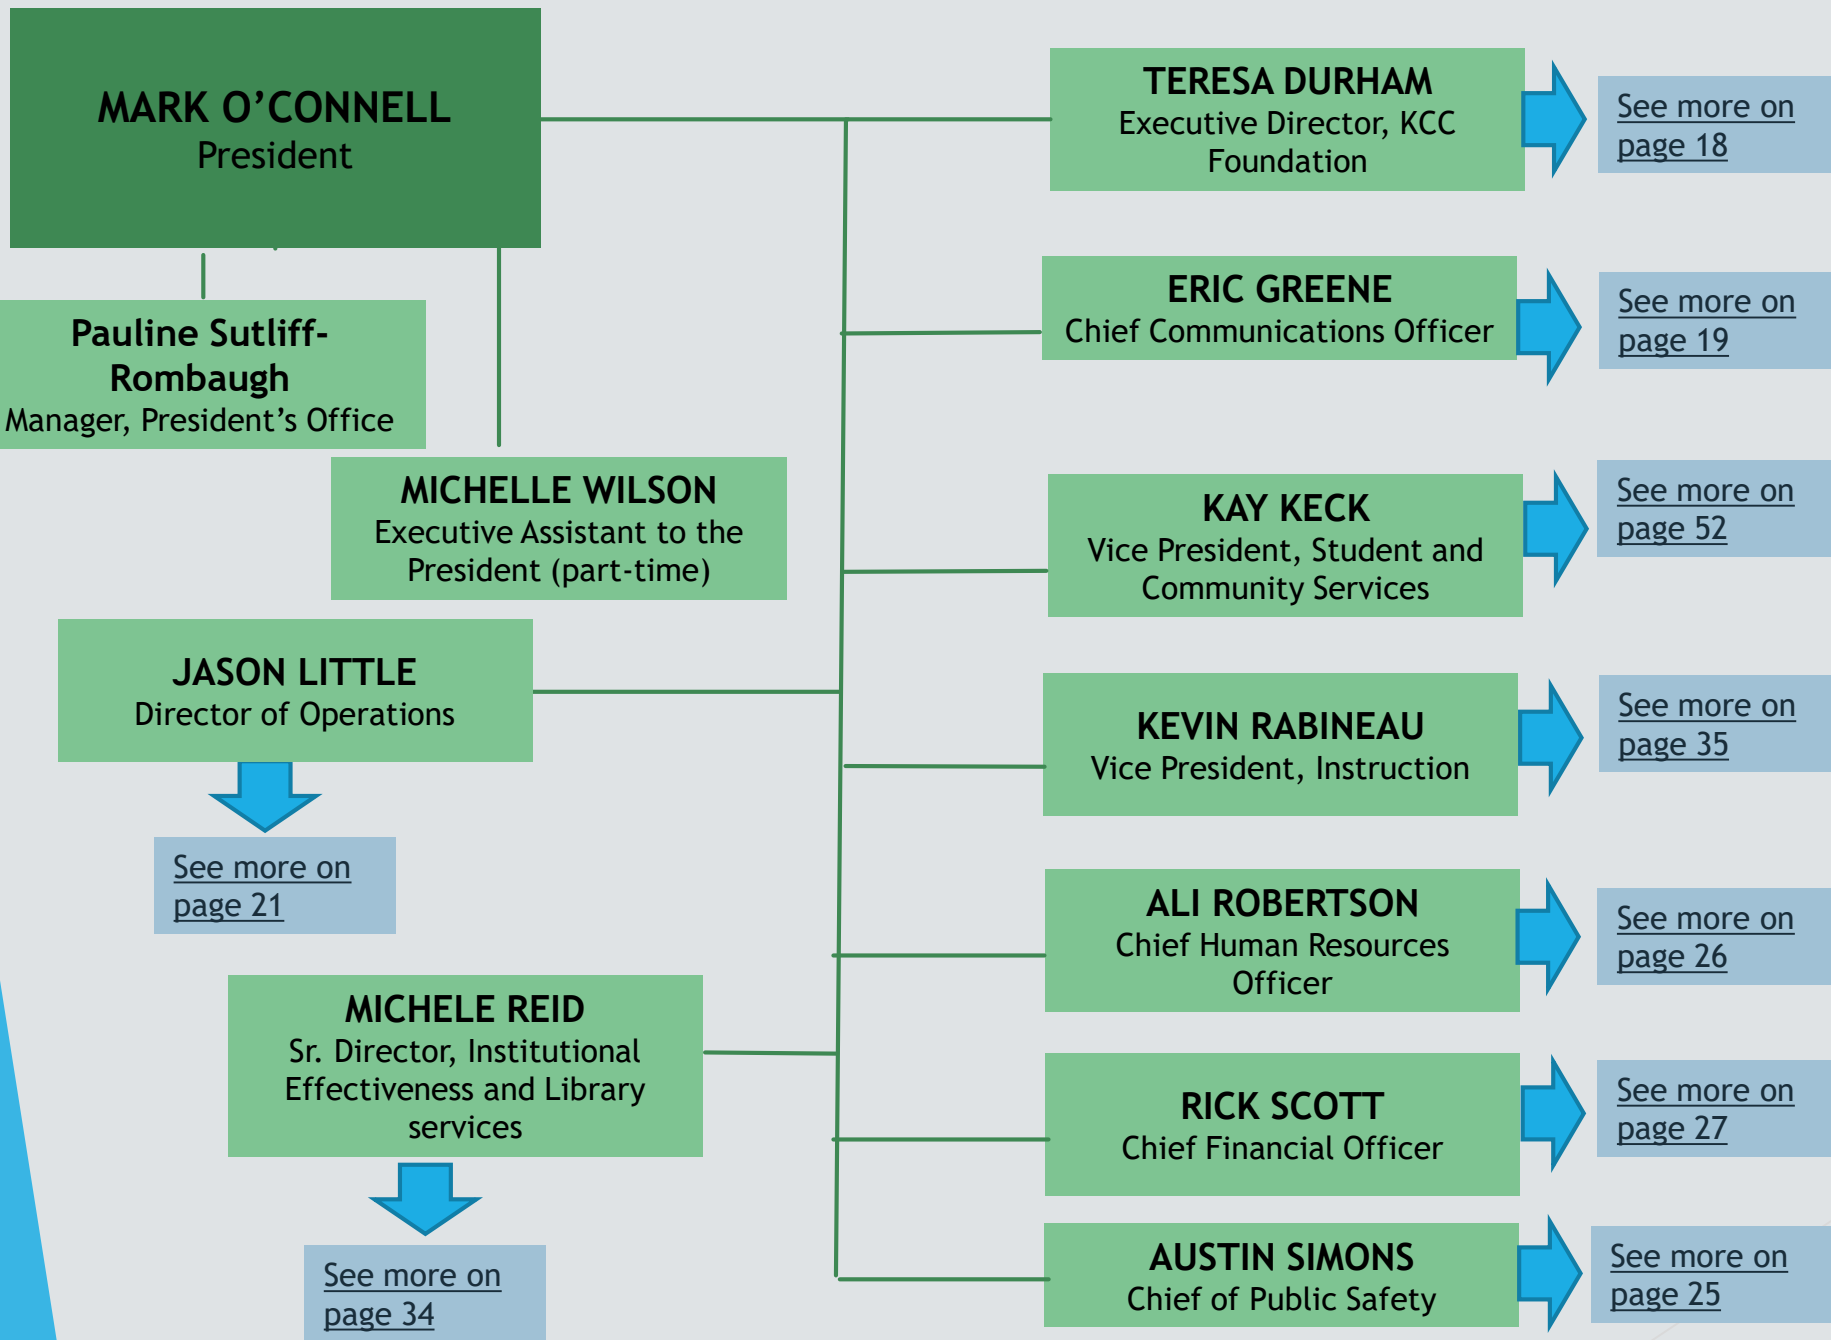 MARK O’CONNELL
President
TERESA DURHAM
Executive Director, KCC
Foundation
See more on
page 18
ERIC GREENE
Chief Communications Officer
See more on
page 19
Pauline Sutliff-
Rombaugh
Manager, President’s Office
MICHELLE WILSON
Executive Assistant to the
President (part-time)
KAY KECK
Vice President, Student and
Community Services
See more on
page 52
JASON LITTLE
Director of Operations
See more on
page 21
KEVIN RABINEAU
Vice President, Instruction
See more on
page 35
ALI ROBERTSON
Chief Human Resources
Officer
See more on
page 26
MICHELE REID
Sr. Director, Institutional
Effectiveness and Library
services
See more on
page 34
RICK SCOTT
Chief Financial Officer
See more on
page 27
AUSTIN SIMONS
Chief of Public Safety
See more on
page 25